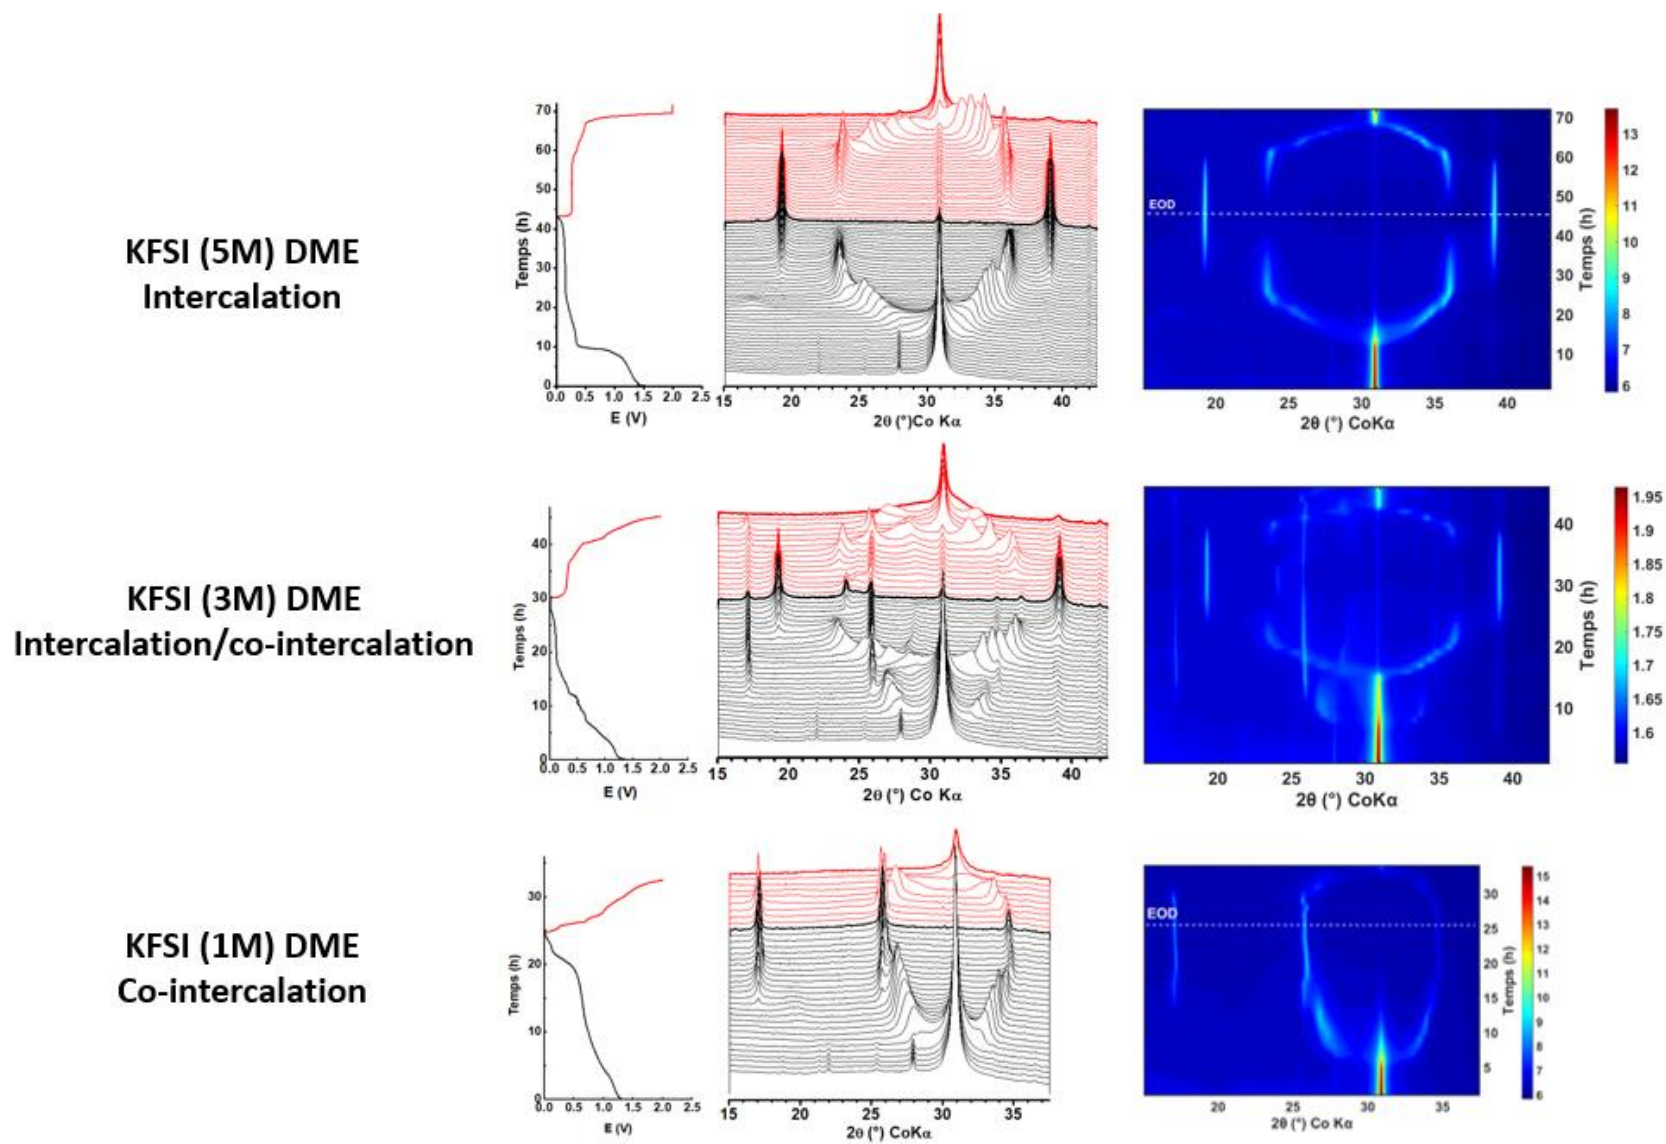 KFSI (5M) DME
Intercalation
Temps (h)
70
60
50
40
30
20
10
0
0.0 0.5 1.0 1.5 2.0 2.5
E (V)
15 20 25 30 35 40
2θ (°)Co Kα
EOD
20 25 30 35 40
2θ (°) CoKα
70
60
50
40
30
20
10
Temps (h)
13
12
11
10
9
8
7
6
KFSI (3M) DME
Intercalation/co-intercalation
Temps (h)
40
30
20
10
0
0.0 0.5 1.0 1.5 2.0 2.5
E (V)
15 20 25 30 35 40
2θ (°) Co Kα
20 25 30 35 40
2θ (°) CoKα
40
30
20
10
Temps (h)
1.95
1.9
1.85
1.8
1.75
1.7
1.65
1.6
KFSI (1M) DME
Co-intercalation
Temps (h)
30
20
10
0
0.0 0.5 1.0 1.5 2.0 2.5
E (V)
15 20 25 30 35
2θ (°) CoKα
EOD
20 25 30 35
2θ (°) Co Kα
30
25
20
15
10
5
Temps (h)
15
14
13
12
11
10
9
8
7
6